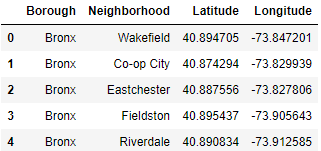 Borough Neighborhood Latitude Longitude
0 Bronx Wakefield 40.894705 -73.847201
1 Bronx Co-op City 40.874294 -73.829939
2 Bronx Eastchester 40.887556 -73.827806
3 Bronx Fieldston 40.895437 -73.905643
4 Bronx Riverdale 40.890834 -73.912585